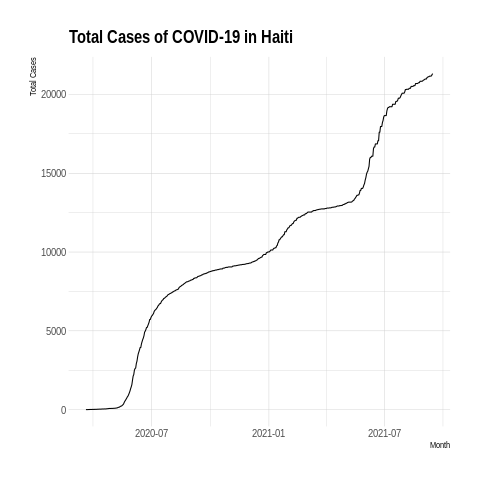 Total Cases of COVID-19 in Haiti
Total Cases
20000
15000
10000
5000
0
2020-07
2021-01
2021-07
Month